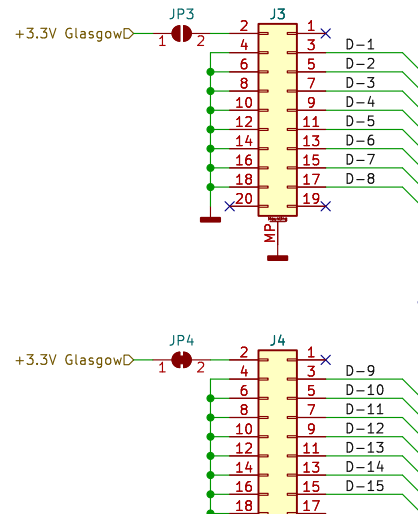 JP3 J3
+3.3V Glasgow 1 2 2 1
4 3 D-1
6 5 D-2
8 7 D-3
10 9 D-4
12 11 D-5
14 13 D-6
16 15 D-7
18 17 D-8
20 19
MP
JP4 J4
+3.3V Glasgow 1 2 2 1
4 3 D-9
6 5 D-10
8 7 D-11
10 9 D-12
12 11 D-13
14 13 D-14
16 15 D-15
18 17